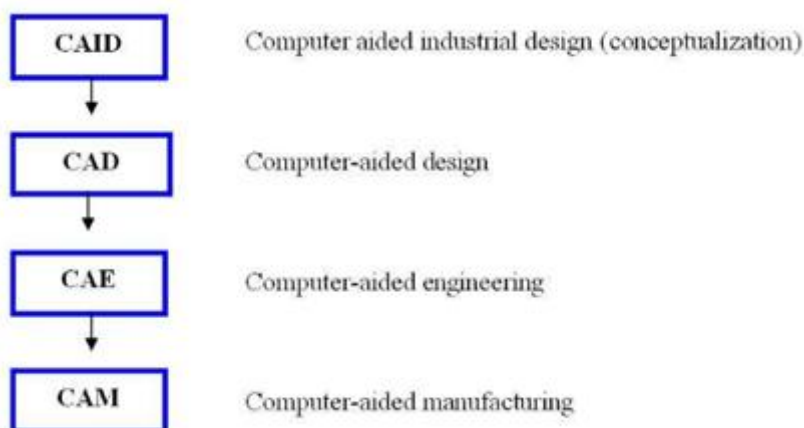 CAID Computer aided industrial design (conceptualization)
CAD Computer-aided design
CAE Computer-aided engineering
CAM Computer-aided manufacturing